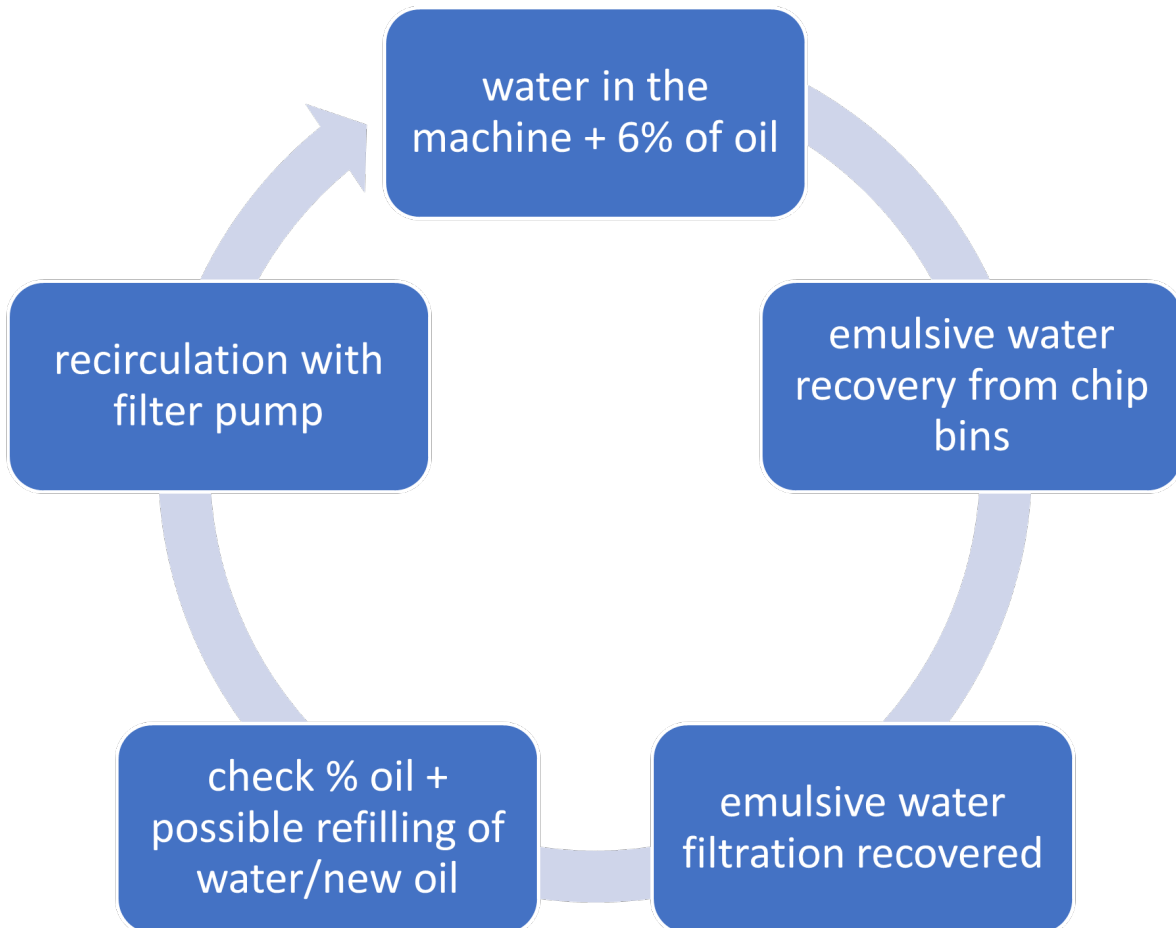 water in the
machine + 6% of oil
emulsive water
recovery from chip
bins
emulsive water
filtration recovered
check % oil +
possible refilling of
water/new oil
recirculation with
filter pump